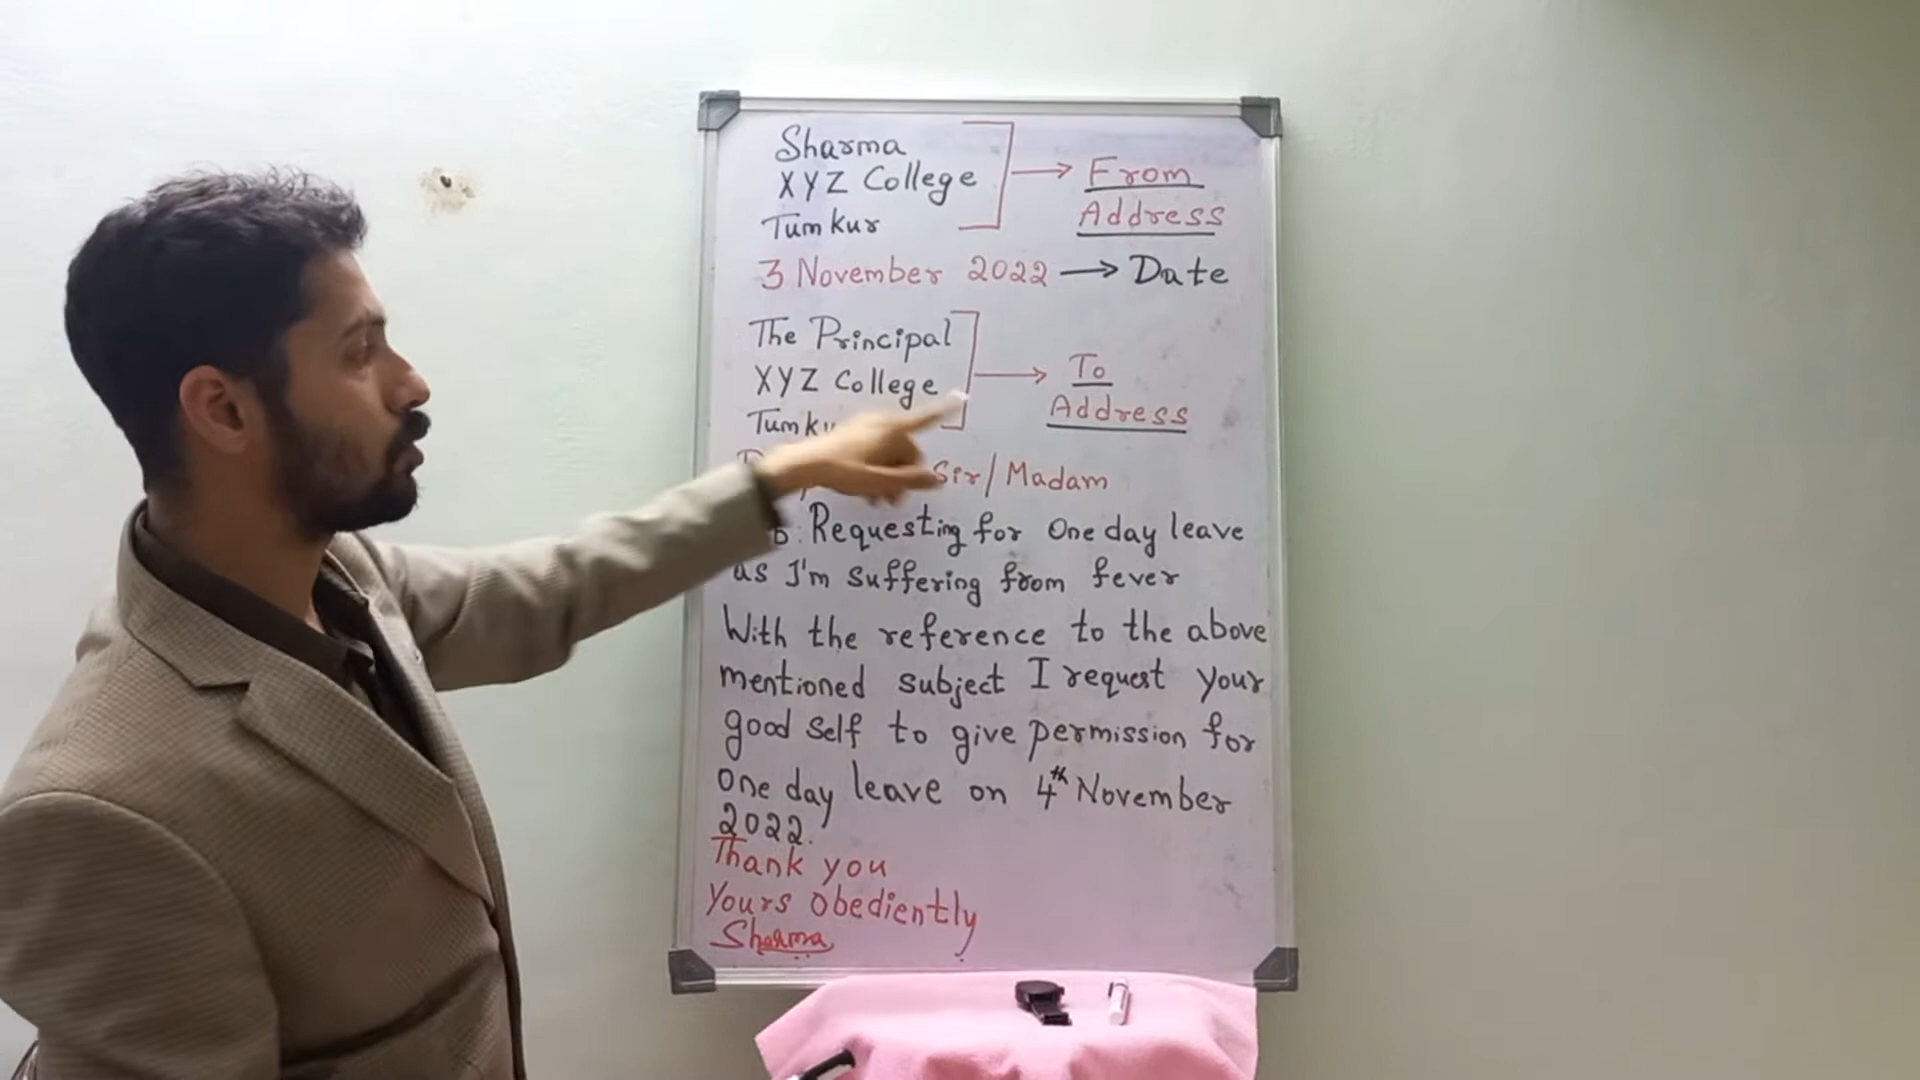 Sharma
XYZ College
Tumkur
From
Address
3 November 2022 → Date
The Principal
XYZ College
Tumku
To
Address
Sir/Madam
Requesting for One day leave
as I'm suffering from fever
With the reference to the above
mentioned subject I request your
good self to give permission for
One day leave on 4th November
2022.
Thank you
Yours Obediently
Sharma